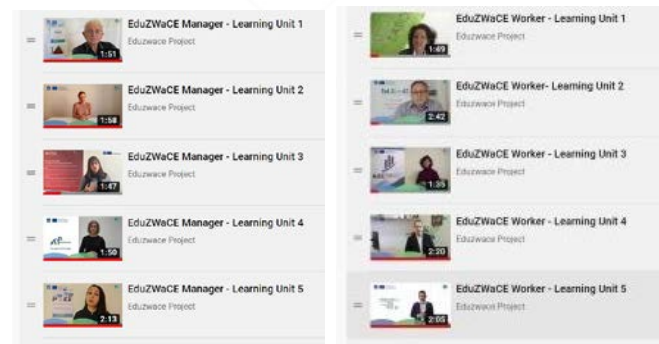 EduZWaCE Manager - Learning Unit 1
Eduzwace Project
1:51
EduZWaCE Manager - Learning Unit 2
Eduzwace Project
1:58
EduZWaCE Manager - Learning Unit 3
Eduzwace Project
1:47
EduZWaCE Manager - Learning Unit 4
Eduzwace Project
1:50
EduZWaCE Manager - Learning Unit 5
Eduzwace Project
2:13
EduZWaCE Worker - Learning Unit 1
Eduzwace Project
1:49
EduZWaCE Worker- Learning Unit 2
Eduzwace Project
2:42
EduZWaCE Worker - Learning Unit 3
Eduzwace Project
1:35
EduZWaCE Worker - Learning Unit 4
Eduzwace Project
2:20
EduZWaCE Worker - Learning Unit 5
Eduzwace Project
2:05